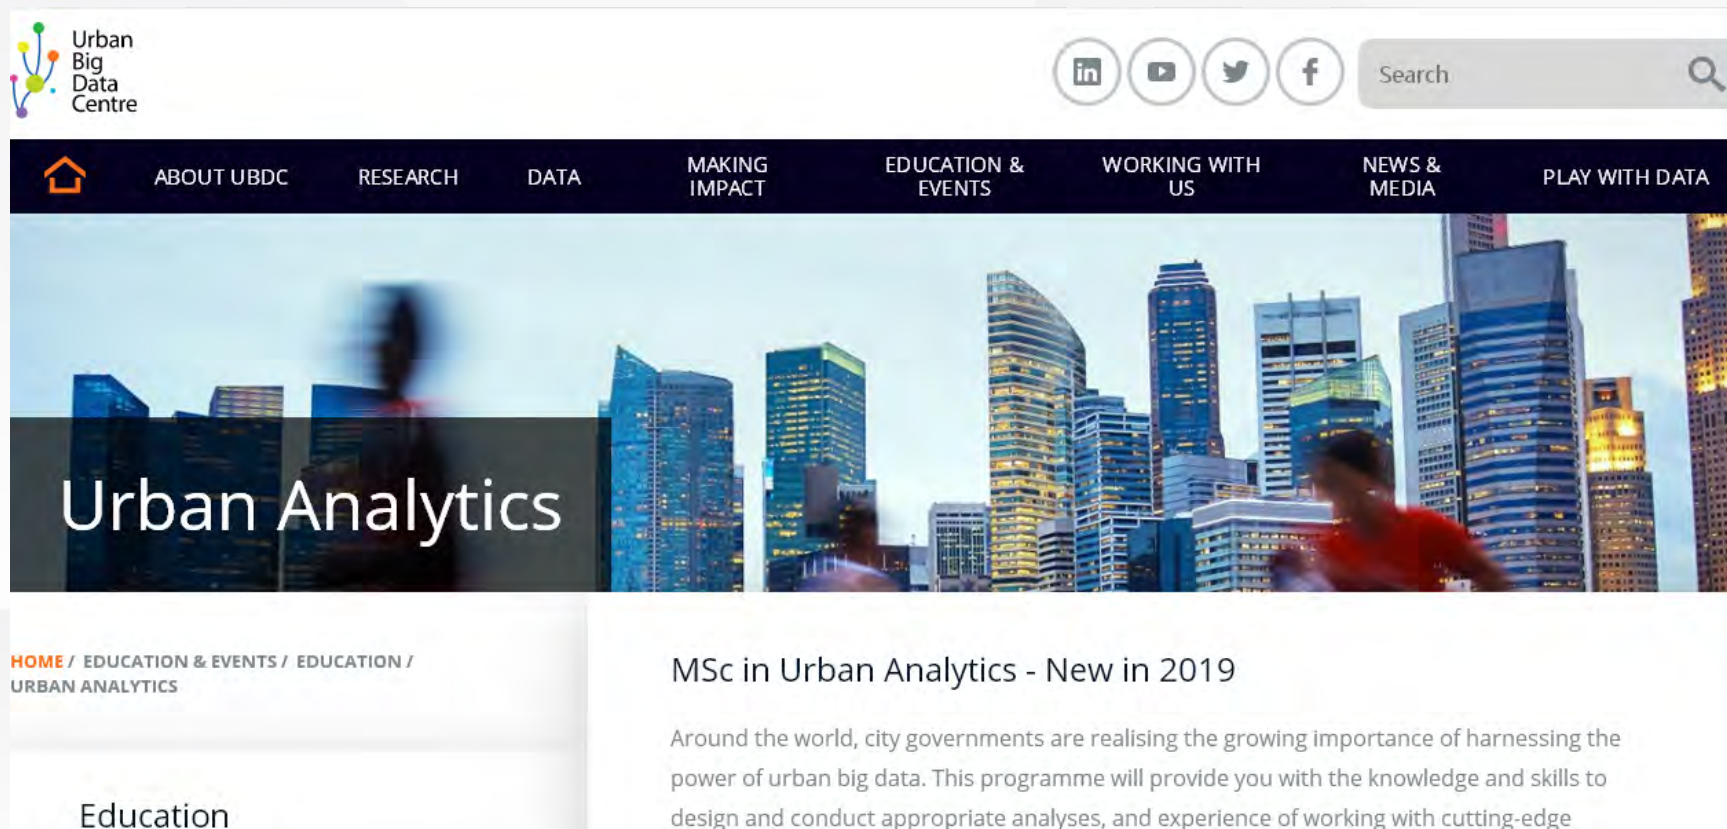 Urban
Big
Data
Centre
Search
ABOUT UBDC
RESEARCH
DATA
MAKING
IMPACT
EDUCATION &
EVENTS
WORKING WITH
US
NEWS &
MEDIA
PLAY WITH DATA
Urban Analytics
HOME / EDUCATION & EVENTS / EDUCATION /
URBAN ANALYTICS
Education
MSc in Urban Analytics - New in 2019
Around the world, city governments are realising the growing importance of harnessing the
power of urban big data. This programme will provide you with the knowledge and skills to
design and conduct appropriate analyses, and experience of working with cutting-edge